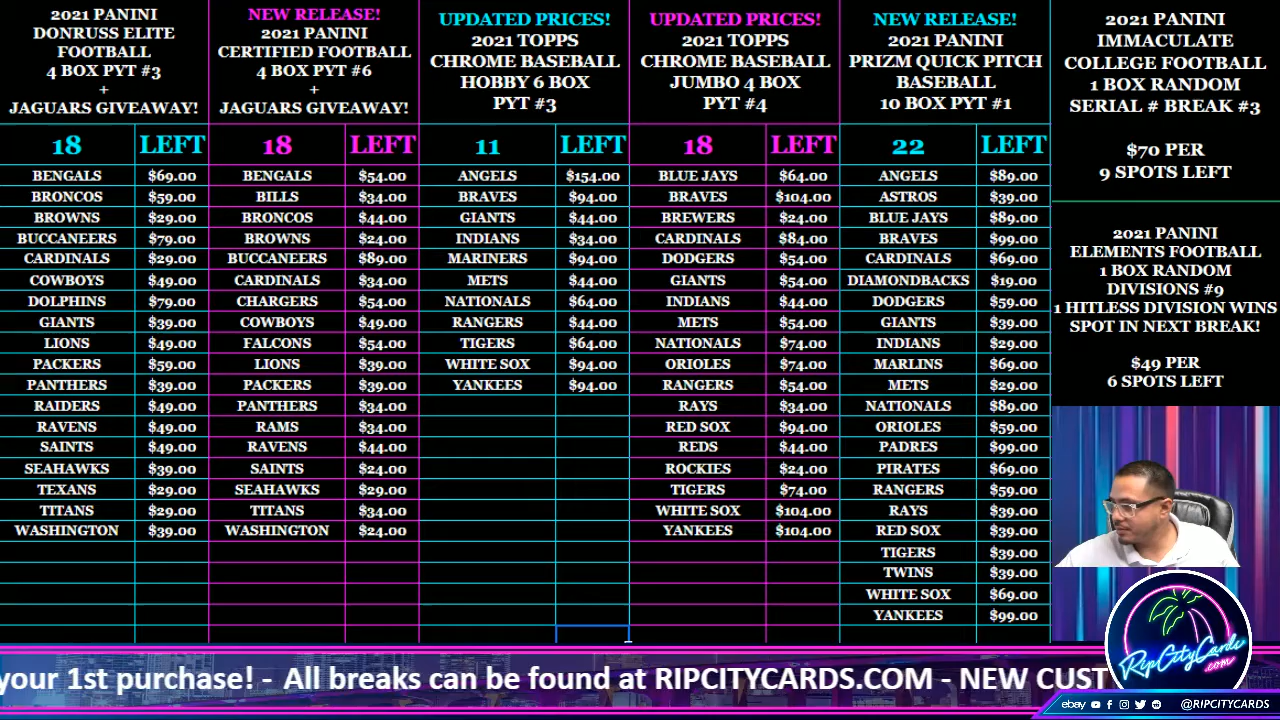 2021 PANINI
DONRUSS ELITE
FOOTBALL
4 BOX PYT #3
+
JAGUARS GIVEAWAY!
18 LEFT
BENGALS $69.00
BRONCOS $59.00
BROWNS $29.00
BUCCANEERS $79.00
CARDINALS $29.00
COWBOYS $49.00
DOLPHINS $79.00
GIANTS $39.00
LIONS $49.00
PACKERS $59.00
PANTHERS $39.00
RAIDERS $49.00
RAVENS $49.00
SAINTS $49.00
SEAHAWKS $39.00
TEXANS $29.00
TITANS $29.00
WASHINGTON $39.00
NEW RELEASE!
2021 PANINI
CERTIFIED FOOTBALL
4 BOX PYT #6
+
JAGUARS GIVEAWAY!
18 LEFT
BENGALS $54.00
BILLS $34.00
BRONCOS $44.00
BROWNS $24.00
BUCCANEERS $89.00
CARDINALS $34.00
CHARGERS $54.00
COWBOYS $49.00
FALCONS $54.00
LIONS $39.00
PACKERS $39.00
PANTHERS $34.00
RAMS $34.00
RAVENS $44.00
SAINTS $24.00
SEAHAWKS $29.00
TITANS $34.00
WASHINGTON $24.00
UPDATED PRICES!
2021 TOPPS
CHROME BASEBALL
HOBBY 6 BOX
PYT #3
11 LEFT
ANGELS $154.00
BRAVES $94.00
GIANTS $44.00
INDIANS $34.00
MARINERS $94.00
METS $44.00
NATIONALS $64.00
RANGERS $44.00
TIGERS $64.00
WHITE SOX $94.00
YANKEES $94.00
UPDATED PRICES!
2021 TOPPS
CHROME BASEBALL
JUMBO 4 BOX
PYT #4
18 LEFT
BLUE JAYS $64.00
BRAVES $104.00
BREWERS $24.00
CARDINALS $84.00
DODGERS $54.00
GIANTS $54.00
INDIANS $44.00
METS $54.00
NATIONALS $74.00
ORIOLES $74.00
RANGERS $54.00
RAYS $34.00
RED SOX $94.00
REDS $44.00
ROCKIES $24.00
TIGERS $74.00
WHITE SOX $104.00
YANKEES $104.00
NEW RELEASE!
2021 PANINI
PRIZM QUICK PITCH
BASEBALL
10 BOX PYT #1
22 LEFT
ANGELS $89.00
ASTROS $39.00
BLUE JAYS $89.00
BRAVES $99.00
CARDINALS $69.00
DIAMONDBACKS $19.00
DODGERS $59.00
GIANTS $39.00
INDIANS $29.00
MARLINS $69.00
METS $29.00
NATIONALS $89.00
ORIOLES $59.00
PADRES $99.00
PIRATES $69.00
RANGERS $59.00
RAYS $39.00
RED SOX $39.00
TIGERS $39.00
TWINS $39.00
WHITE SOX $69.00
YANKEES $99.00
2021 PANINI
IMMACULATE
COLLEGE FOOTBALL
1 BOX RANDOM
SERIAL # BREAK #3
$70 PER
9 SPOTS LEFT
2021 PANINI
ELEMENTS FOOTBALL
1 BOX RANDOM
DIVISIONS #9
1 HITLESS DIVISION WINS
SPOT IN NEXT BREAK!
$49 PER
6 SPOTS LEFT
your 1st purchase! - All breaks can be found at RIPCITYCARDS.COM - NEW CUST
RipCityCards
.com
ebay @RIPCITYCARDS